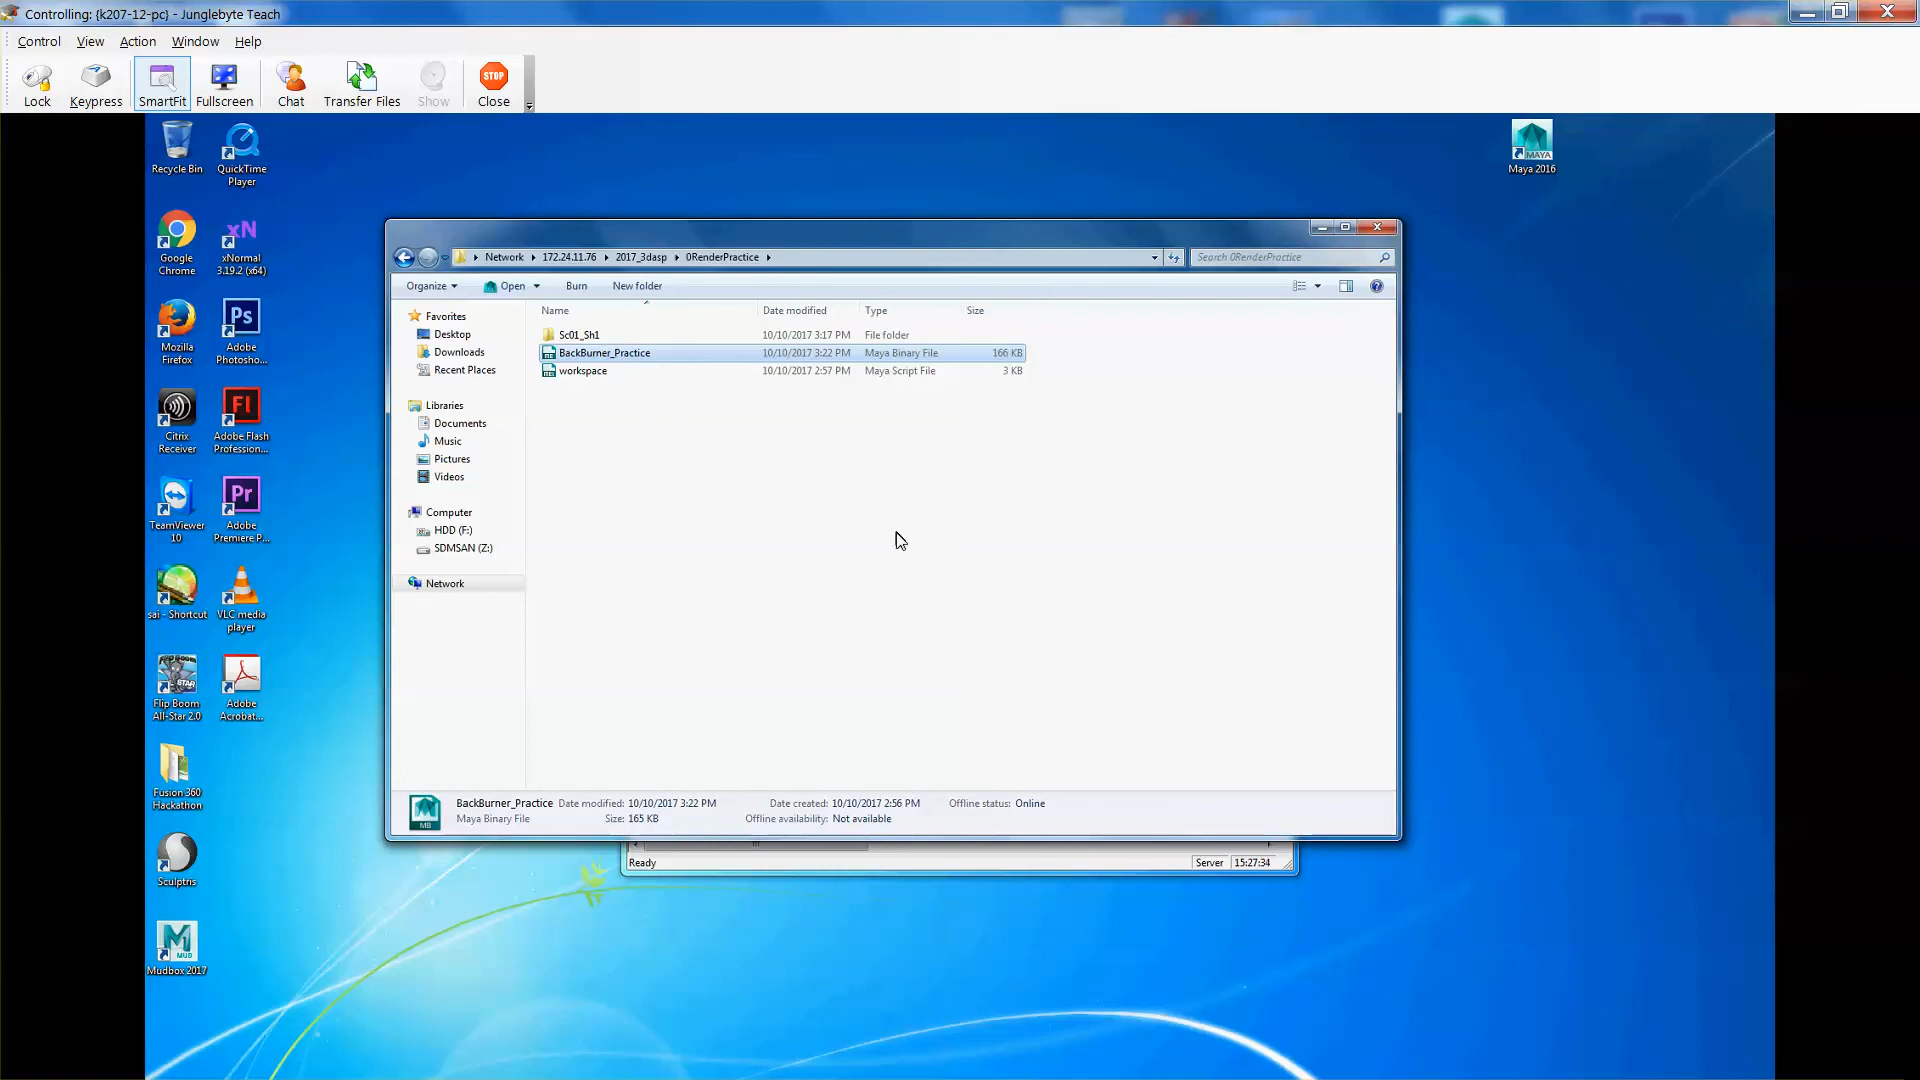 Controlling: {k207-12-pc} - Junglebyte Teach
Control View Action Window Help
Lock Keypress SmartFit Fullscreen Chat Transfer Files Show STOP Close
Recycle Bin
QuickTime Player
MAYA
Maya 2016
Google Chrome
xN
xNormal 3.19.2 (x64)
Mozilla Firefox
Ps
Adobe Photosho...
Citrix Receiver
Fl
Adobe Flash Profession...
TeamViewer 10
Pr
Adobe Premiere P...
sai - Shortcut
VLC media player
Flip Boom All-Star 2.0
Adobe Acrobat...
Fusion 360 Hackathon
Sculptris
MUD
Mudbox 2017
Network 172.24.11.76 2017_3dasp 0RenderPractice
Search 0RenderPractice
Organize Open Burn New folder
Favorites
Desktop
Downloads
Recent Places
Libraries
Documents
Music
Pictures
Videos
Computer
HDD (F:)
SDMSAN (Z:)
Network
Name Date modified Type Size
Sc01_Sh1 10/10/2017 3:17 PM File folder
BackBurner_Practice 10/10/2017 3:22 PM Maya Binary File 166 KB
workspace 10/10/2017 2:57 PM Maya Script File 3 KB
MB
BackBurner_Practice Date modified: 10/10/2017 3:22 PM Date created: 10/10/2017 2:56 PM Offline status: Online
Maya Binary File Size: 165 KB Offline availability: Not available
Ready Server 15:27:34